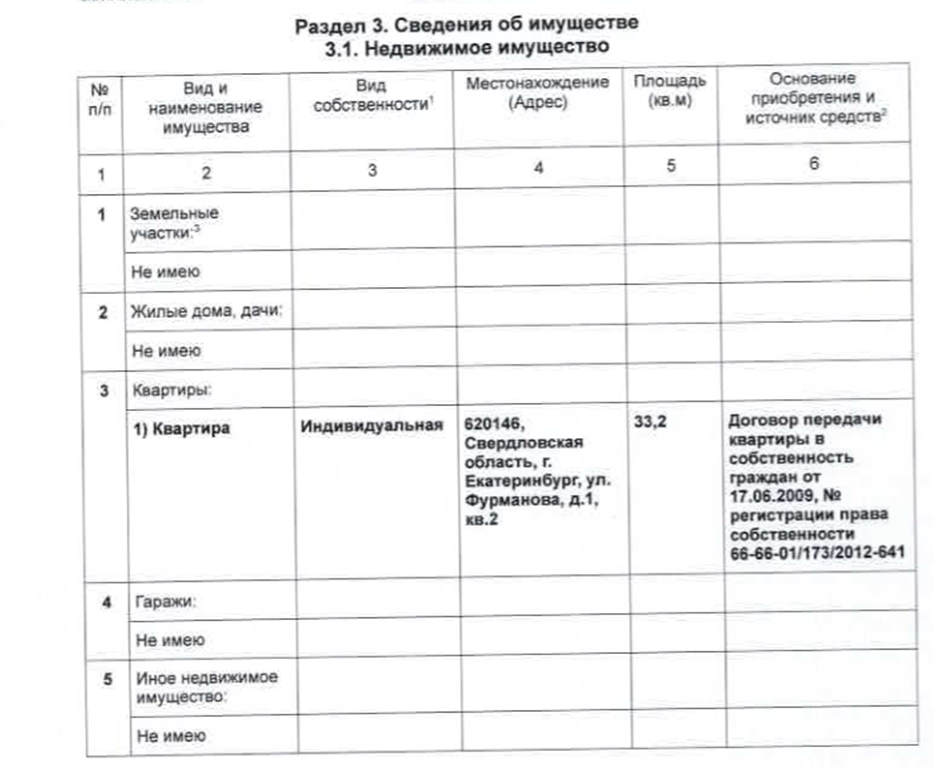 Раздел 3. Сведения об имуществе
3.1. Недвижимое имущество
№ п/п
Вид и наименование имущества
Вид собственности1
Местонахождение (Адрес)
Площадь (кв.м)
Основание приобретения и источник средств2
1 2 3 4 5 6
1 Земельные
участки:3
Не имею
2 Жилые дома, дачи:
Не имею
3 Квартиры:
1) Квартира
Индивидуальная
620146,
Свердловская
область, г.
Екатеринбург, ул.
Фурманова, д.1,
кв.2
33,2
Договор передачи
квартиры в
собственность
граждан от
17.06.2009, №
регистрации права
собственности
66-66-01/173/2012-641
4 Гаражи:
Не имею
5 Иное недвижимое
имущество:
Не имею